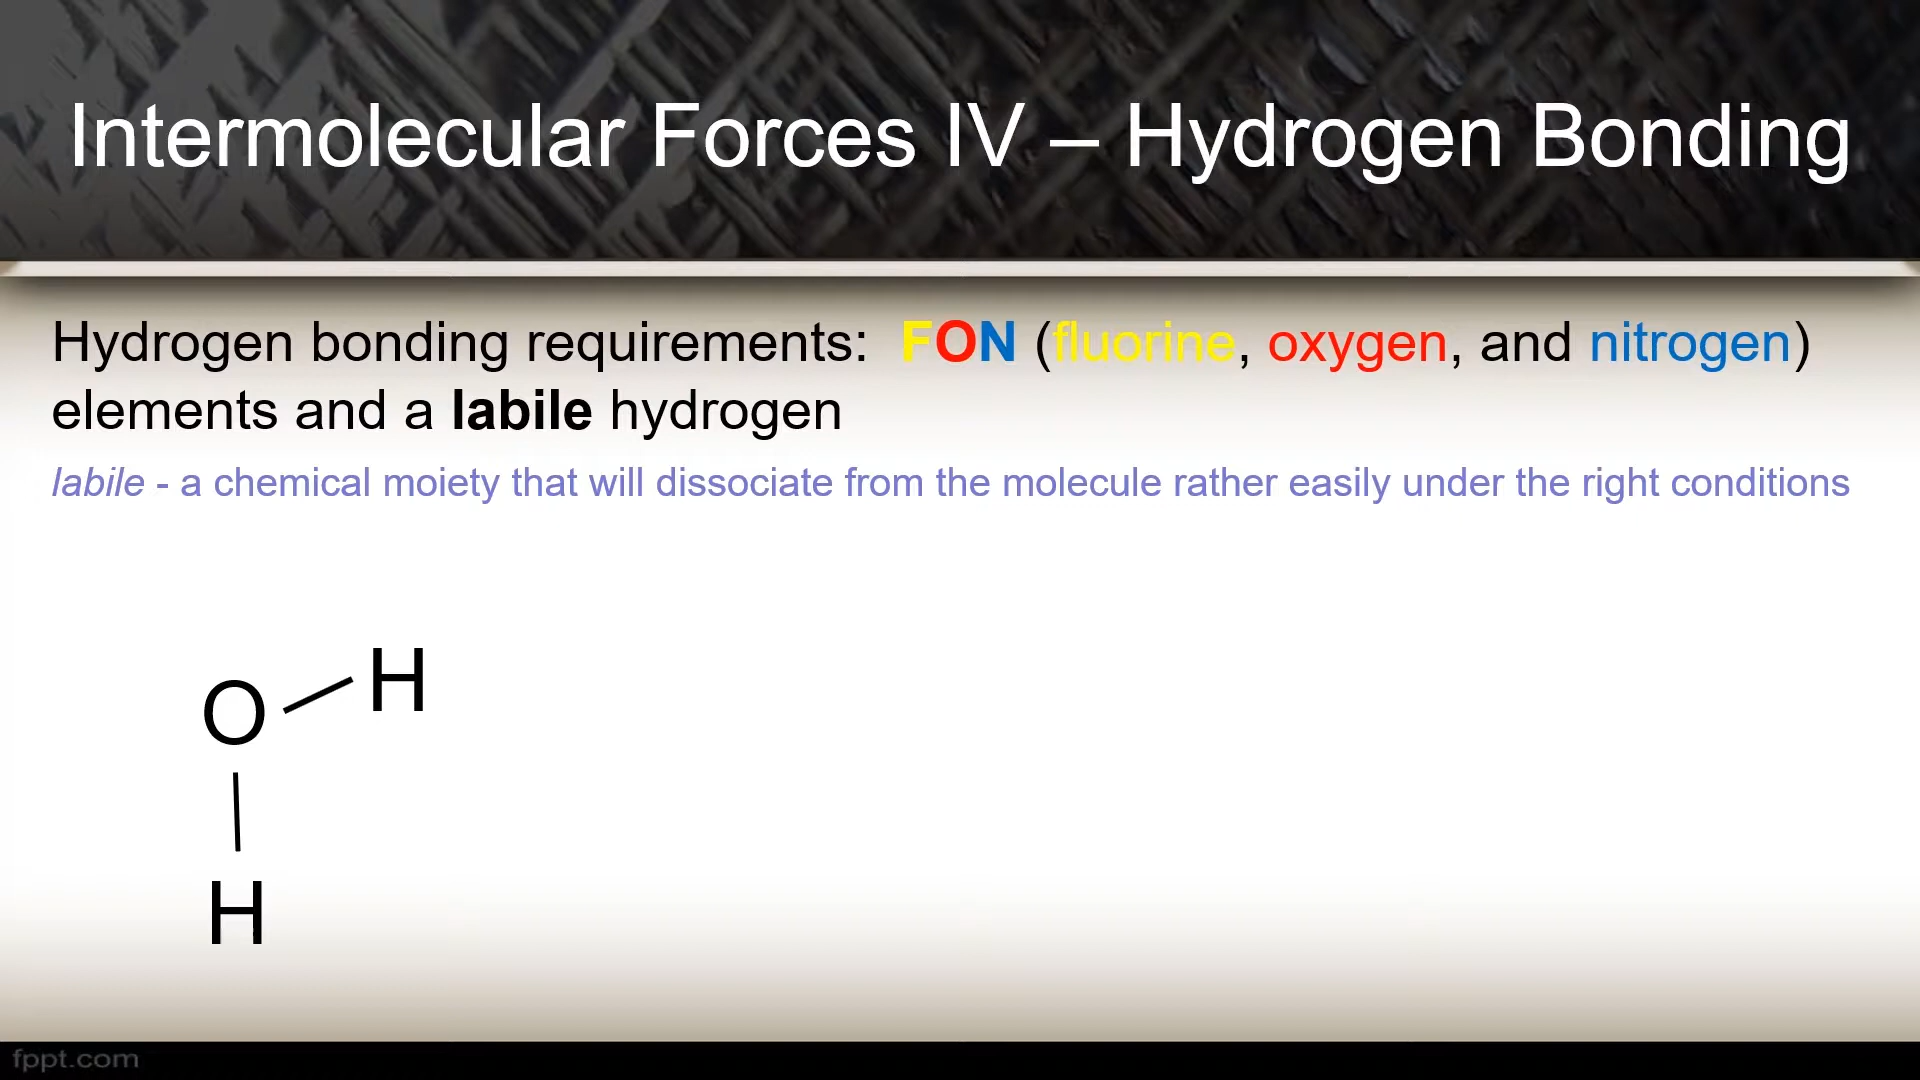 Intermolecular Forces IV – Hydrogen Bonding
Hydrogen bonding requirements:  FON (fluorine, oxygen, and nitrogen)
elements and a labile hydrogen
labile - a chemical moiety that will dissociate from the molecule rather easily under the right conditions
H
O
H
fppt.com